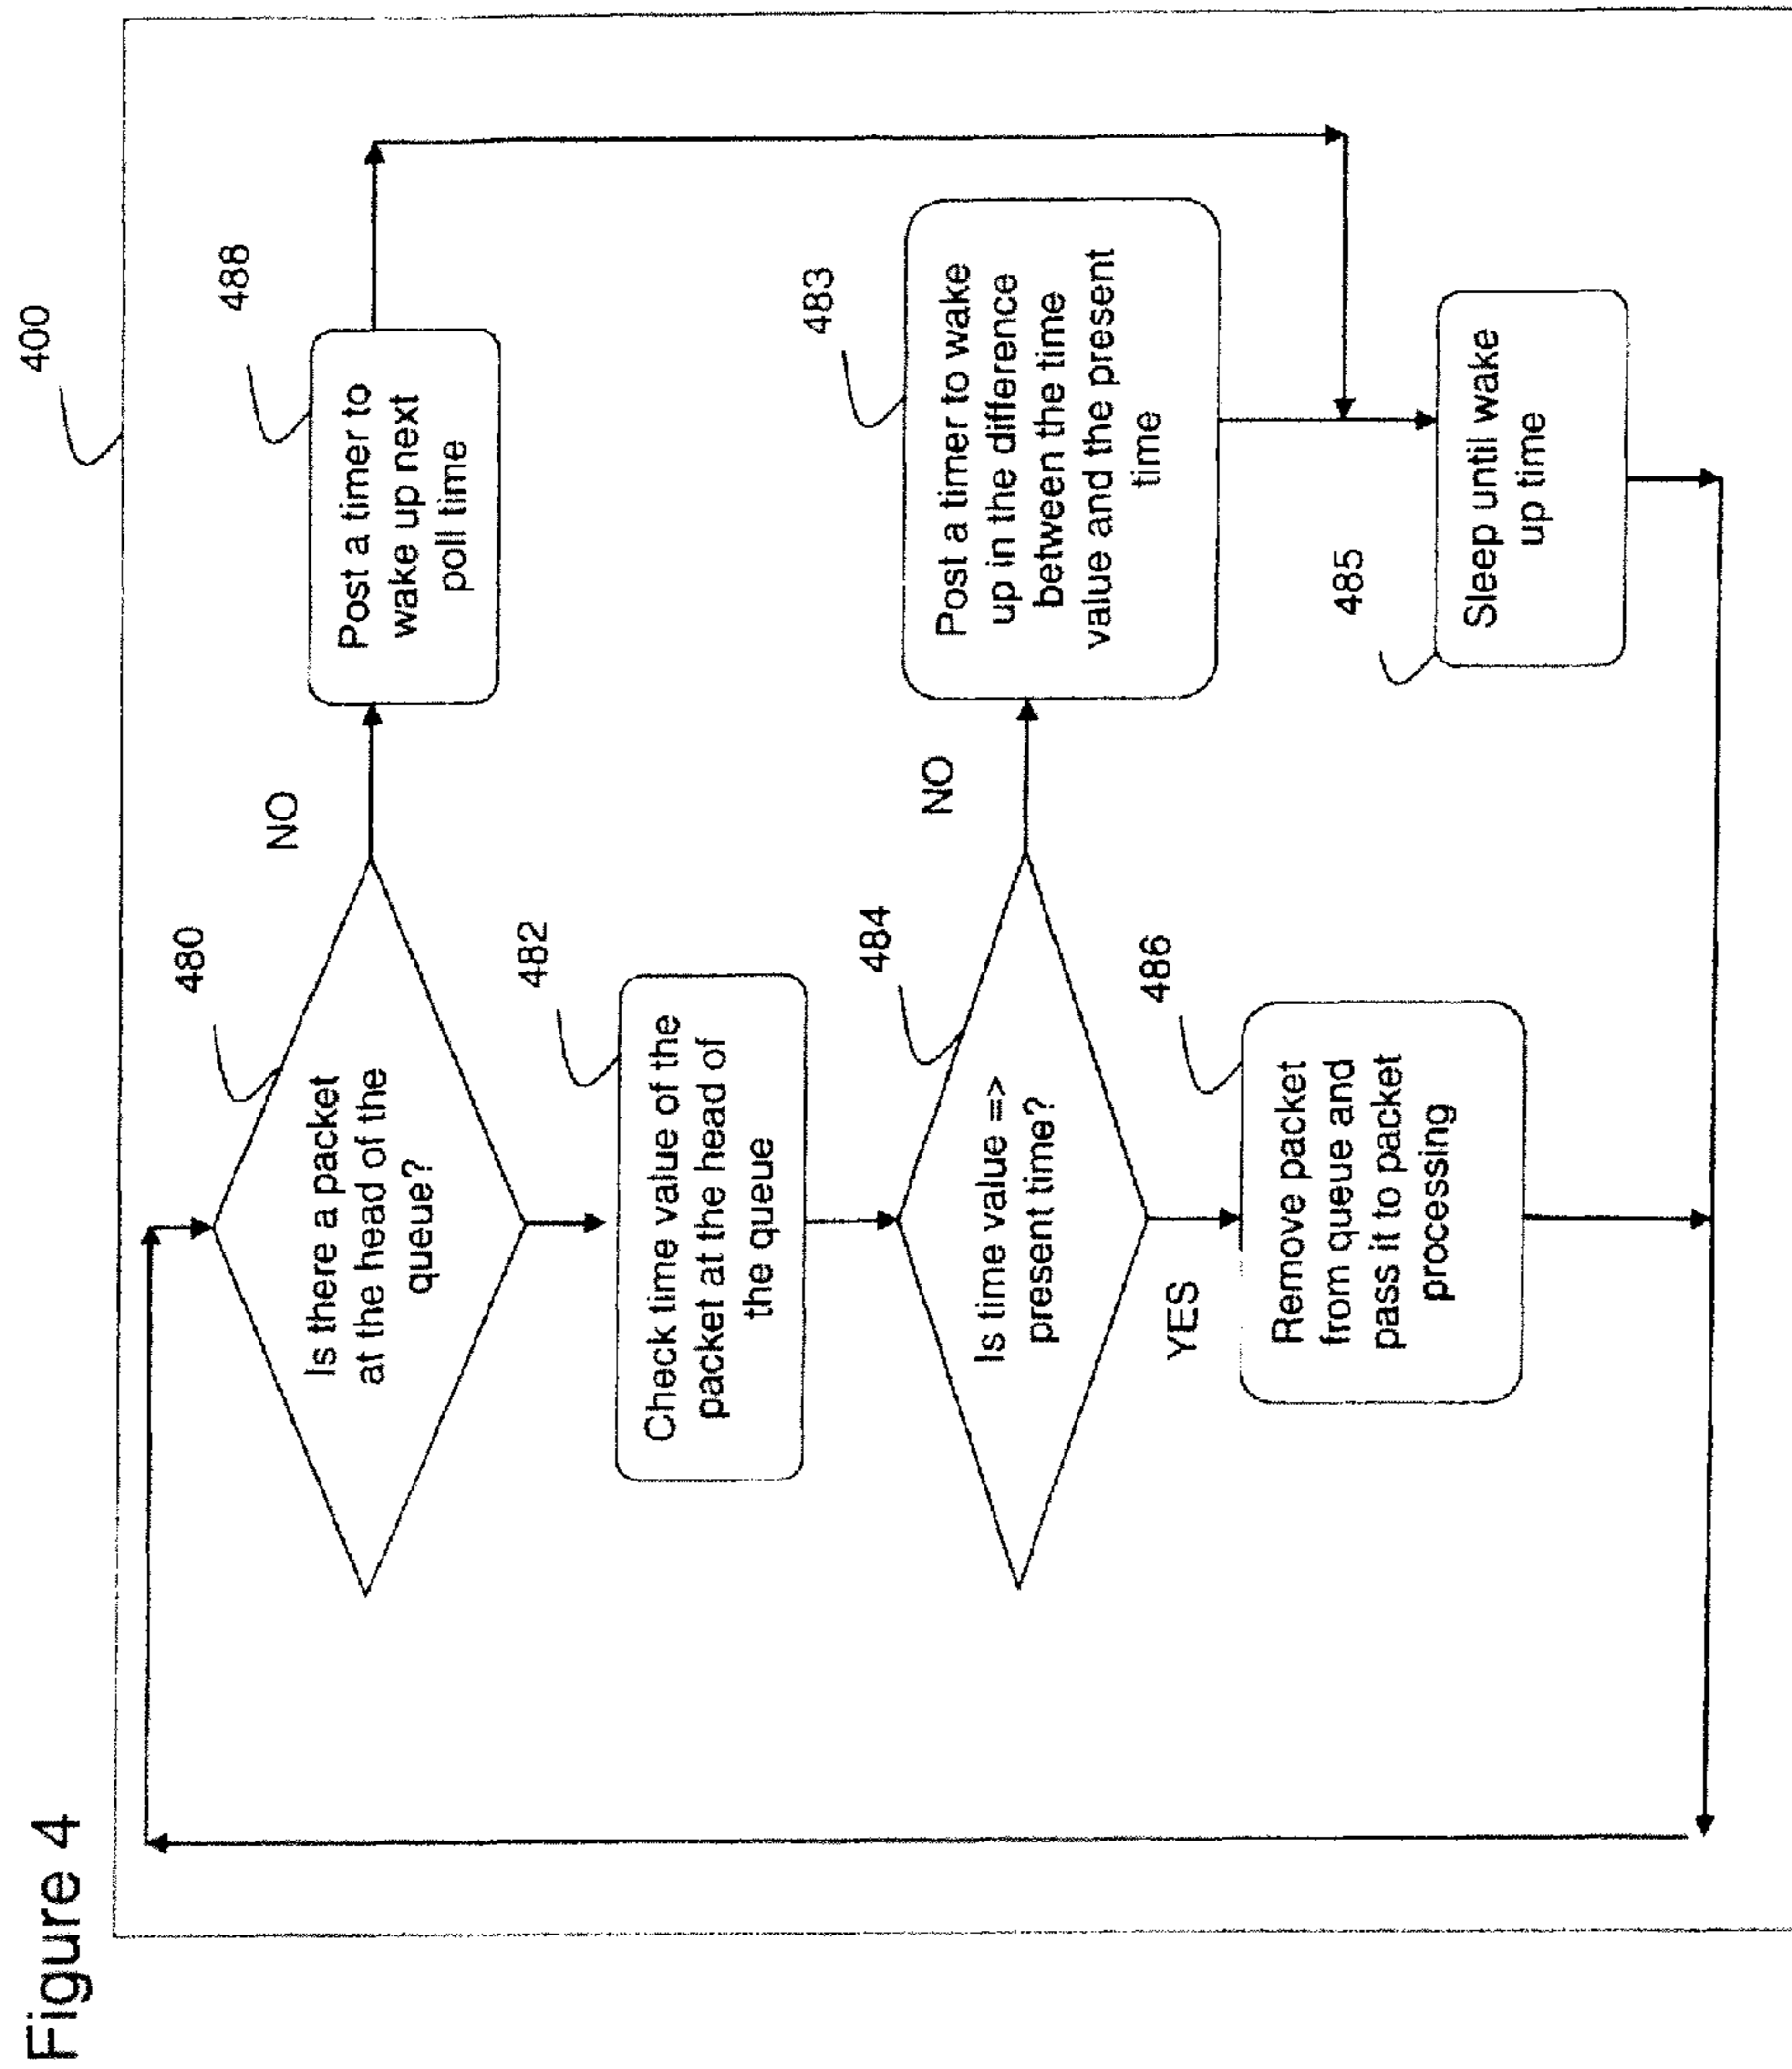 Figure 4
400
480
Is there a packet
at the head of the
queue?
NO
488
Post a timer to
wake up next
poll time
482
Check time value of the
packet at the head of
the queue
484
Is time value =>
present time?
NO
483
Post a timer to wake
up in the difference
between the time
value and the present
time
YES
486
Remove packet
from queue and
pass it to packet
processing
485
Sleep until wake
up time